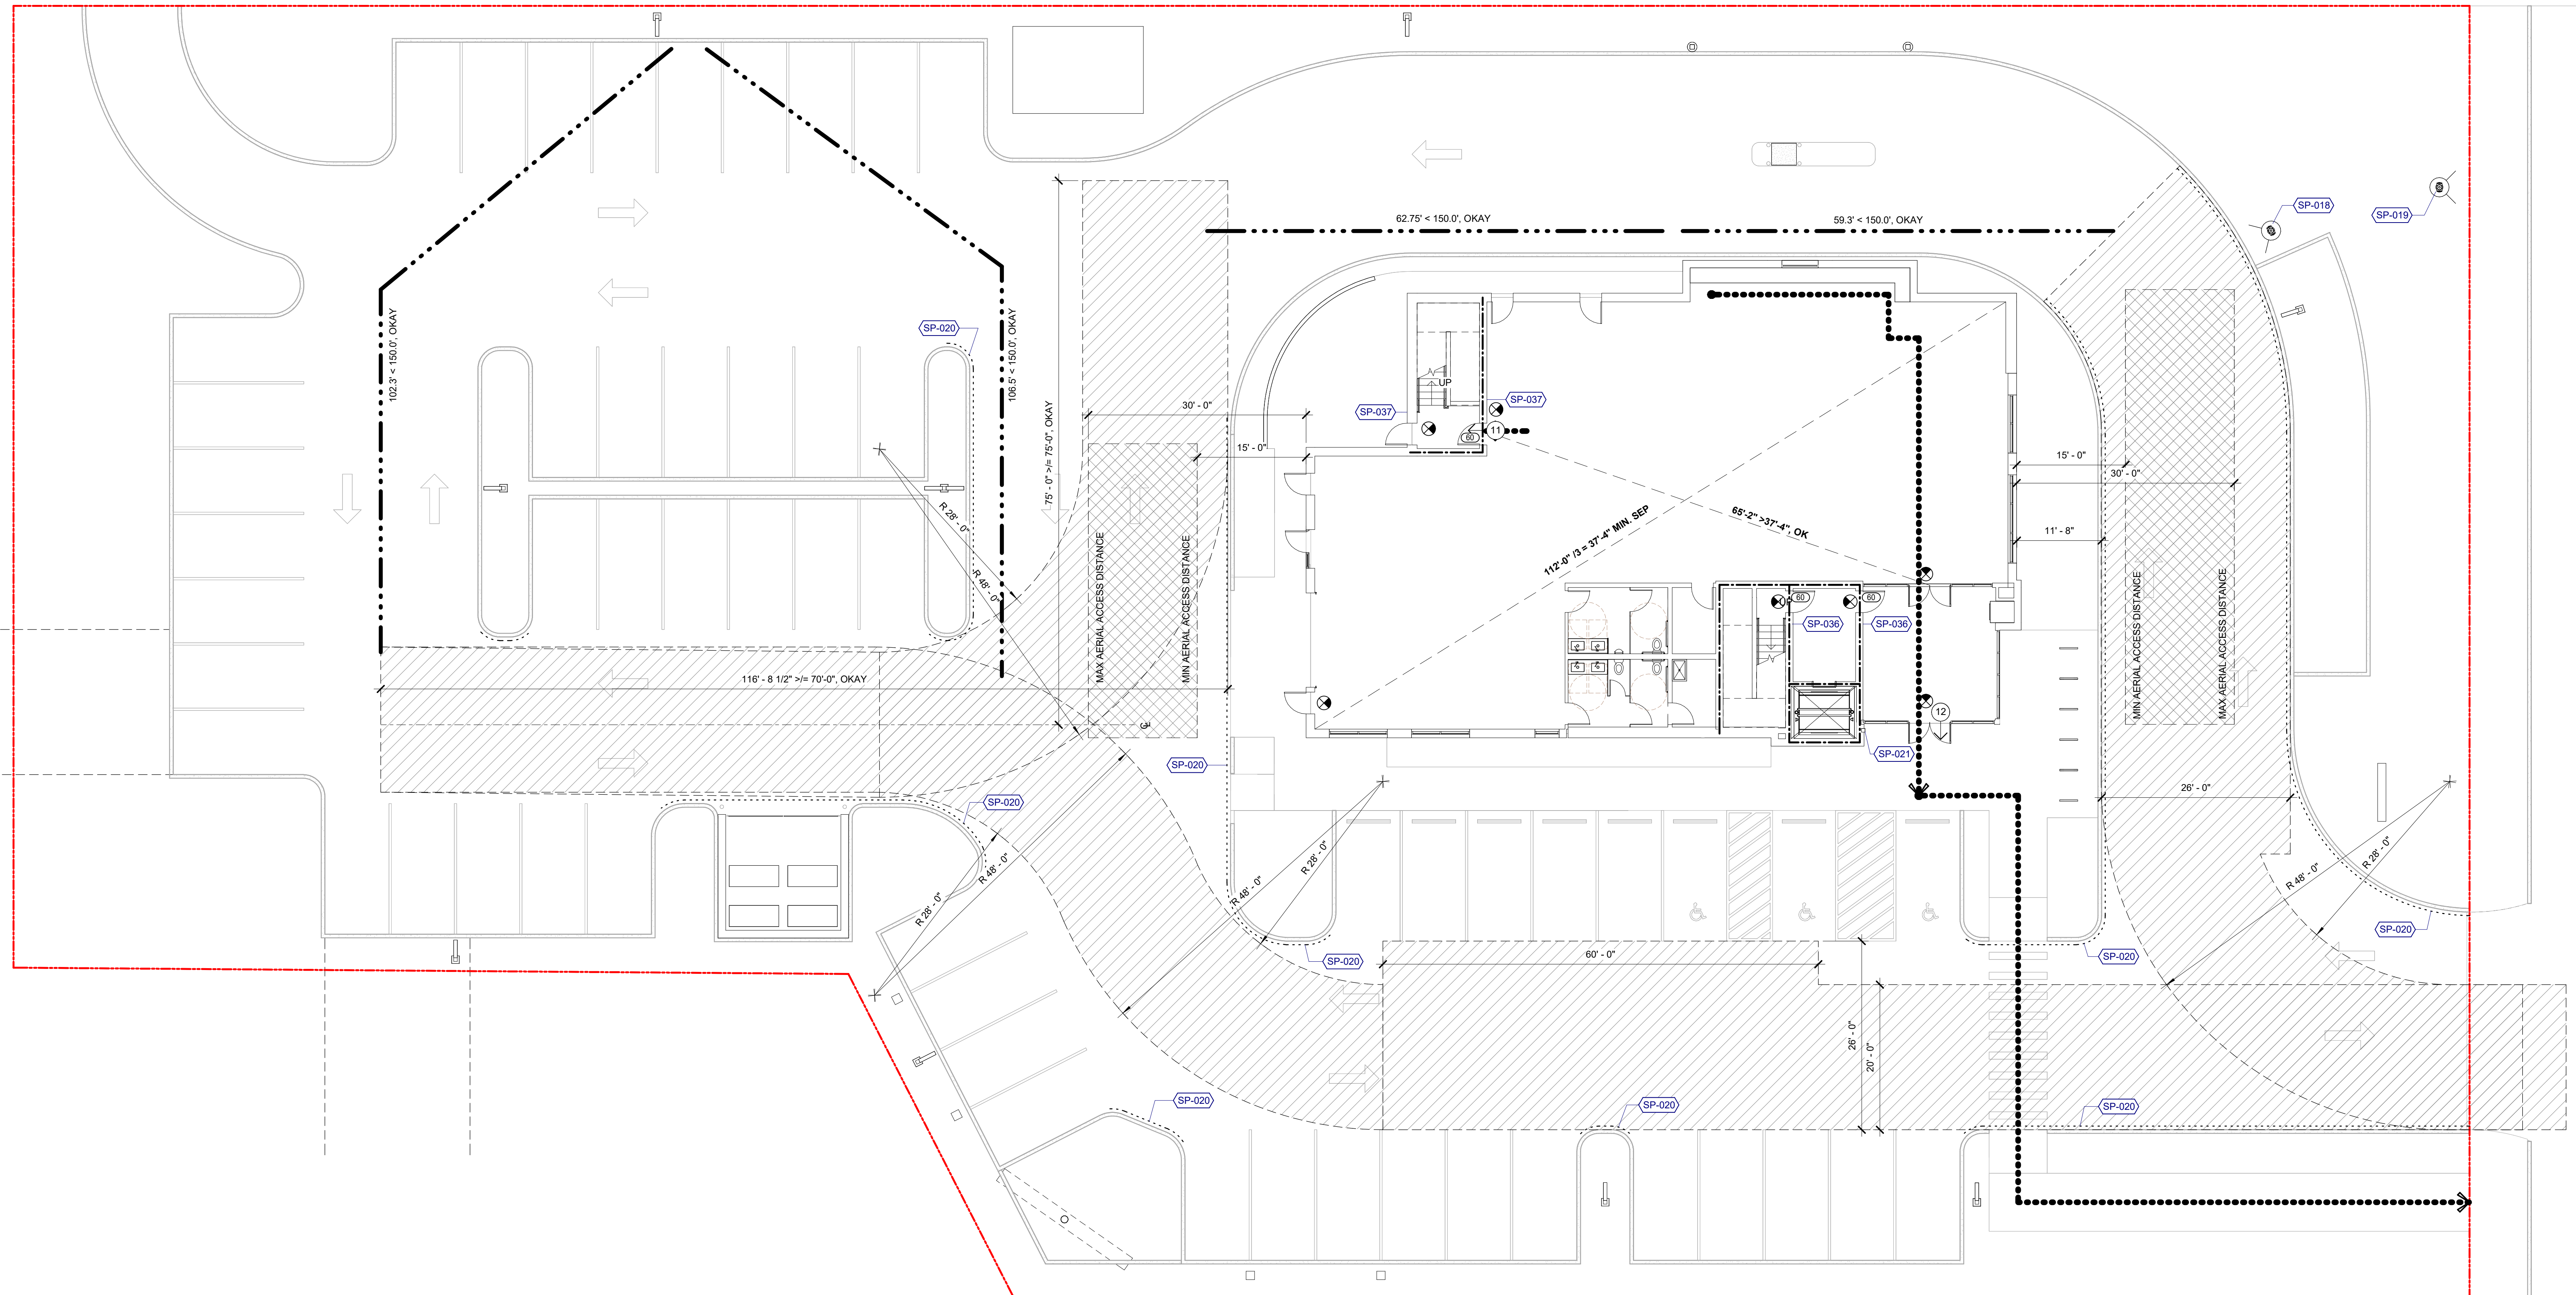 SP-018
SP-019
62.75' < 150.0', OKAY
59.3' < 150.0', OKAY
SP-020
102.3' < 150.0', OKAY
106.5' < 150.0', OKAY
75' - 0" >/= 75'-0", OKAY
30' - 0"
15' - 0"
UP
SP-037
SP-037
11
60
15' - 0"
30' - 0"
R 28' - 0"
R 48' - 0"
112'-0" /3 = 37'-4" MIN. SEP
65'-2" >37'-4", OK
11' - 8"
MAX AERIAL ACCESS DISTANCE
MIN AERIAL ACCESS DISTANCE
MIN AERIAL ACCESS DISTANCE
MAX AERIAL ACCESS DISTANCE
60
60
SP-036
SP-036
116' - 8 1/2" >/= 70'-0", OKAY
CL
12
SP-021
SP-020
SP-020
26' - 0"
R 28' - 0"
R 48' - 0"
R 48' - 0"
R 28' - 0"
R 28' - 0"
R 48' - 0"
SP-020
SP-020
SP-020
60' - 0"
26' - 0"
20' - 0"
SP-020
SP-020
SP-020